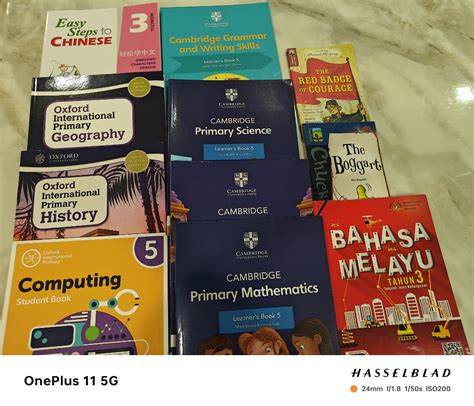 Easy
Steps to
CHINESE
3
轻松学中文
Cambridge Grammar
and Writing Skills
Learner's Book 5
THE
RED BADGE
OF
COURAGE
Oxford
International
Primary
Geography
CAMBRIDGE
Primary Science
Learner's Book 5
The
Boggart
OXFORD
Oxford
International
Primary
History
CAMBRIDGE
BAHASA
MELAYU
TAHUN 3
Oxford
International
Primary
5
Computing
Student Book
CAMBRIDGE
Primary Mathematics
Learner's Book 5
OnePlus 11 5G
HASSELBLAD
24mm f/1.8 1/50s ISO200